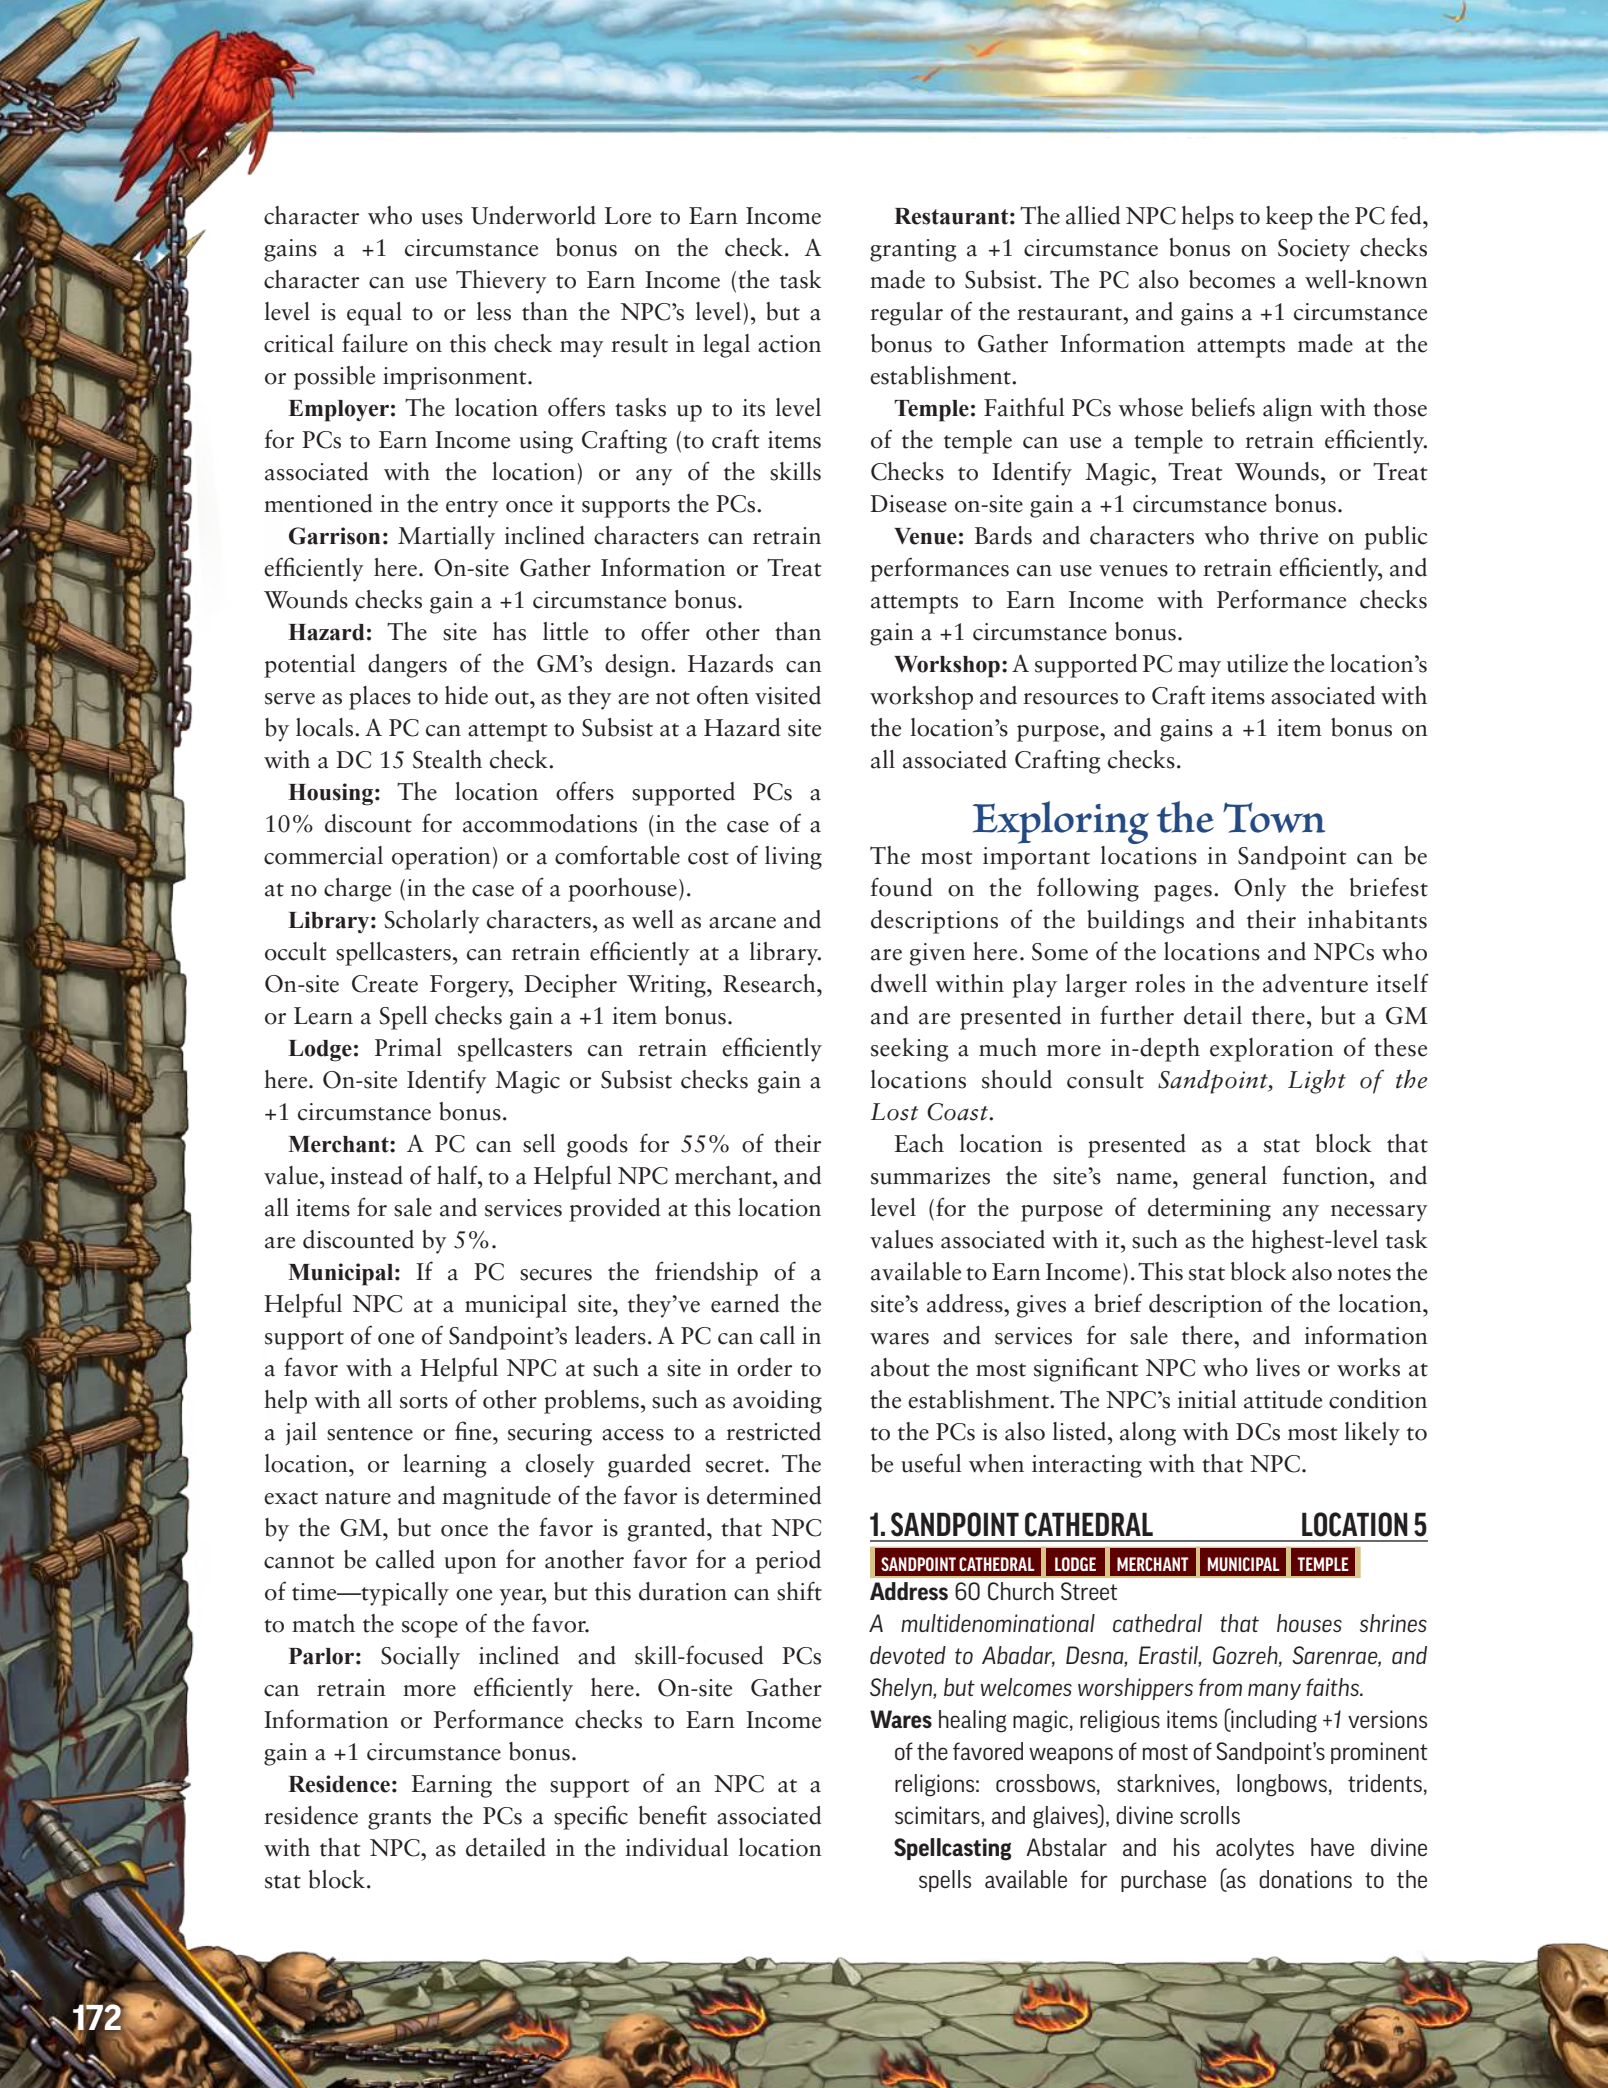 character who uses Underworld Lore to Earn Income
gains a +1 circumstance bonus on the check. A
character can use Thievery to Earn Income (the task
level is equal to or less than the NPC’s level), but a
critical failure on this check may result in legal action
or possible imprisonment.
Employer: The location offers tasks up to its level
for PCs to Earn Income using Crafting (to craft items
associated with the location) or any of the skills
mentioned in the entry once it supports the PCs.
Garrison: Martially inclined characters can retrain
efficiently here. On-site Gather Information or Treat
Wounds checks gain a +1 circumstance bonus.
Hazard: The site has little to offer other than
potential dangers of the GM’s design. Hazards can
serve as places to hide out, as they are not often visited
by locals. A PC can attempt to Subsist at a Hazard site
with a DC 15 Stealth check.
Housing: The location offers supported PCs a
10% discount for accommodations (in the case of a
commercial operation) or a comfortable cost of living
at no charge (in the case of a poorhouse).
Library: Scholarly characters, as well as arcane and
occult spellcasters, can retrain efficiently at a library.
On-site Create Forgery, Decipher Writing, Research,
or Learn a Spell checks gain a +1 item bonus.
Lodge: Primal spellcasters can retrain efficiently
here. On-site Identify Magic or Subsist checks gain a
+1 circumstance bonus.
Merchant: A PC can sell goods for 55% of their
value, instead of half, to a Helpful NPC merchant, and
all items for sale and services provided at this location
are discounted by 5%.
Municipal: If a PC secures the friendship of a
Helpful NPC at a municipal site, they’ve earned the
support of one of Sandpoint’s leaders. A PC can call in
a favor with a Helpful NPC at such a site in order to
help with all sorts of other problems, such as avoiding
a jail sentence or fine, securing access to a restricted
location, or learning a closely guarded secret. The
exact nature and magnitude of the favor is determined
by the GM, but once the favor is granted, that NPC
cannot be called upon for another favor for a period
of time—typically one year, but this duration can shift
to match the scope of the favor.
Parlor: Socially inclined and skill-focused PCs
can retrain more efficiently here. On-site Gather
Information or Performance checks to Earn Income
gain a +1 circumstance bonus.
Residence: Earning the support of an NPC at a
residence grants the PCs a specific benefit associated
with that NPC, as detailed in the individual location
stat block.
Restaurant: The allied NPC helps to keep the PC fed,
granting a +1 circumstance bonus on Society checks
made to Subsist. The PC also becomes a well-known
regular of the restaurant, and gains a +1 circumstance
bonus to Gather Information attempts made at the
establishment.
Temple: Faithful PCs whose beliefs align with those
of the temple can use a temple to retrain efficiently.
Checks to Identify Magic, Treat Wounds, or Treat
Disease on-site gain a +1 circumstance bonus.
Venue: Bards and characters who thrive on public
performances can use venues to retrain efficiently, and
attempts to Earn Income with Performance checks
gain a +1 circumstance bonus.
Workshop: A supported PC may utilize the location’s
workshop and resources to Craft items associated with
the location’s purpose, and gains a +1 item bonus on
all associated Crafting checks.
Exploring the Town
The most important locations in Sandpoint can be
found on the following pages. Only the briefest
descriptions of the buildings and their inhabitants
are given here. Some of the locations and NPCs who
dwell within play larger roles in the adventure itself
and are presented in further detail there, but a GM
seeking a much more in-depth exploration of these
locations should consult Sandpoint, Light of the
Lost Coast.
Each location is presented as a stat block that
summarizes the site’s name, general function, and
level (for the purpose of determining any necessary
values associated with it, such as the highest-level task
available to Earn Income). This stat block also notes the
site’s address, gives a brief description of the location,
wares and services for sale there, and information
about the most significant NPC who lives or works at
the establishment. The NPC’s initial attitude condition
to the PCs is also listed, along with DCs most likely to
be useful when interacting with that NPC.
1. SANDPOINT CATHEDRAL LOCATION 5
SANDPOINT CATHEDRAL LODGE MERCHANT MUNICIPAL TEMPLE
Address 60 Church Street
A multidenominational cathedral that houses shrines
devoted to Abadar, Desna, Erastil, Gozreh, Sarenrae, and
Shelyn, but welcomes worshippers from many faiths.
Wares healing magic, religious items (including +1 versions
of the favored weapons of most of Sandpoint’s prominent
religions: crossbows, starknives, longbows, tridents,
scimitars, and glaives), divine scrolls
Spellcasting Abstalar and his acolytes have divine
spells available for purchase (as donations to the
172